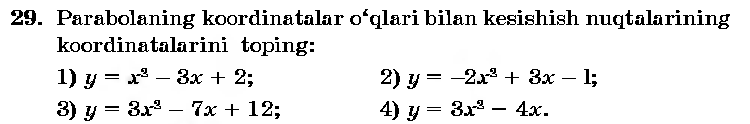 29. Parabolaning koordinatalar o‘qlari bilan kesishish nuqtalarining
koordinatalarini toping:
1) y = x² – 3x + 2; 2) y = –2x² + 3x – 1;
3) y = 3x² – 7x + 12; 4) y = 3x² – 4x.